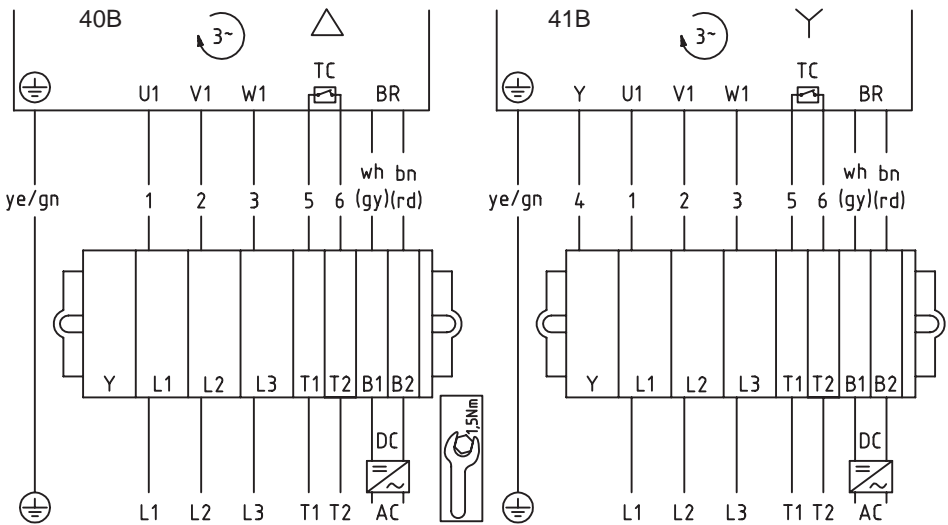 40B
3~
TC
U1 V1 W1 BR
wh bn
ye/gn 1 2 3 5 6 (gy)(rd)
Y L1 L2 L3 T1 T2 B1 B2
DC
L1 L2 L3 T1 T2 AC
1,5Nm
41B
3~
TC
Y U1 V1 W1 BR
wh bn
ye/gn 4 1 2 3 5 6 (gy)(rd)
Y L1 L2 L3 T1 T2 B1 B2
DC
L1 L2 L3 T1 T2 AC